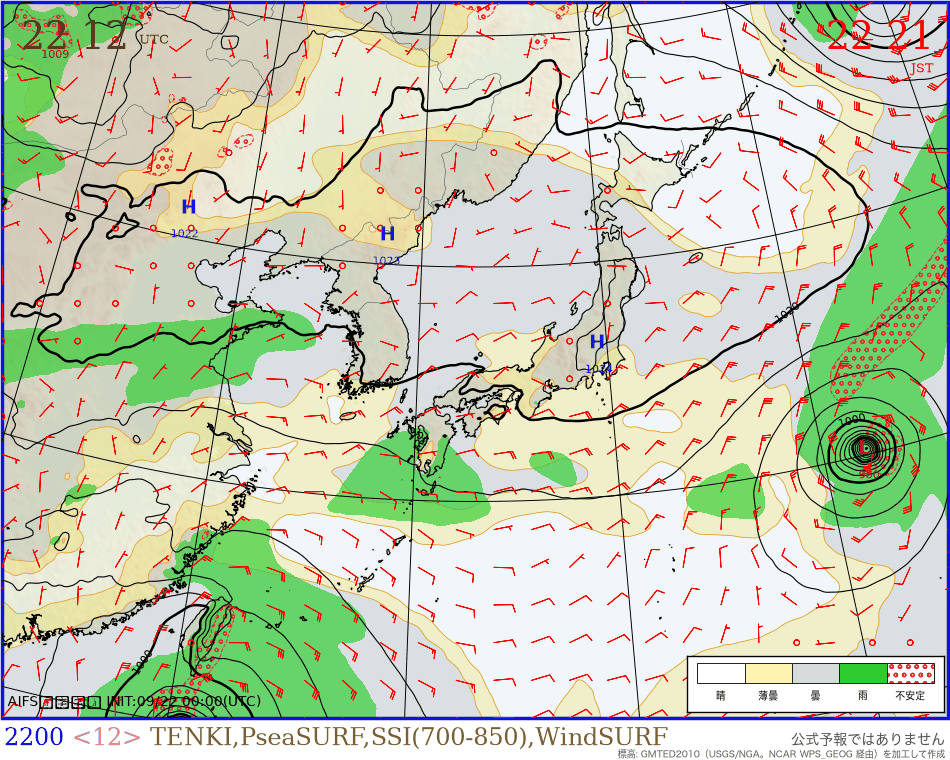 22 12 UTC
22 21
JST
1009
H
1022
H
1023
H
1024
1020
1000
1000
AIFS INIT:09/22 00:00(UTC)
晴 薄曇 曇 雨 不安定
2200 <12> TENKI,PseaSURF,SSI(700-850),WindSURF
公式予報ではありません
標高: GMTED2010（USGS/NGA。NCAR WPS_GEOG 経由）を加工して作成